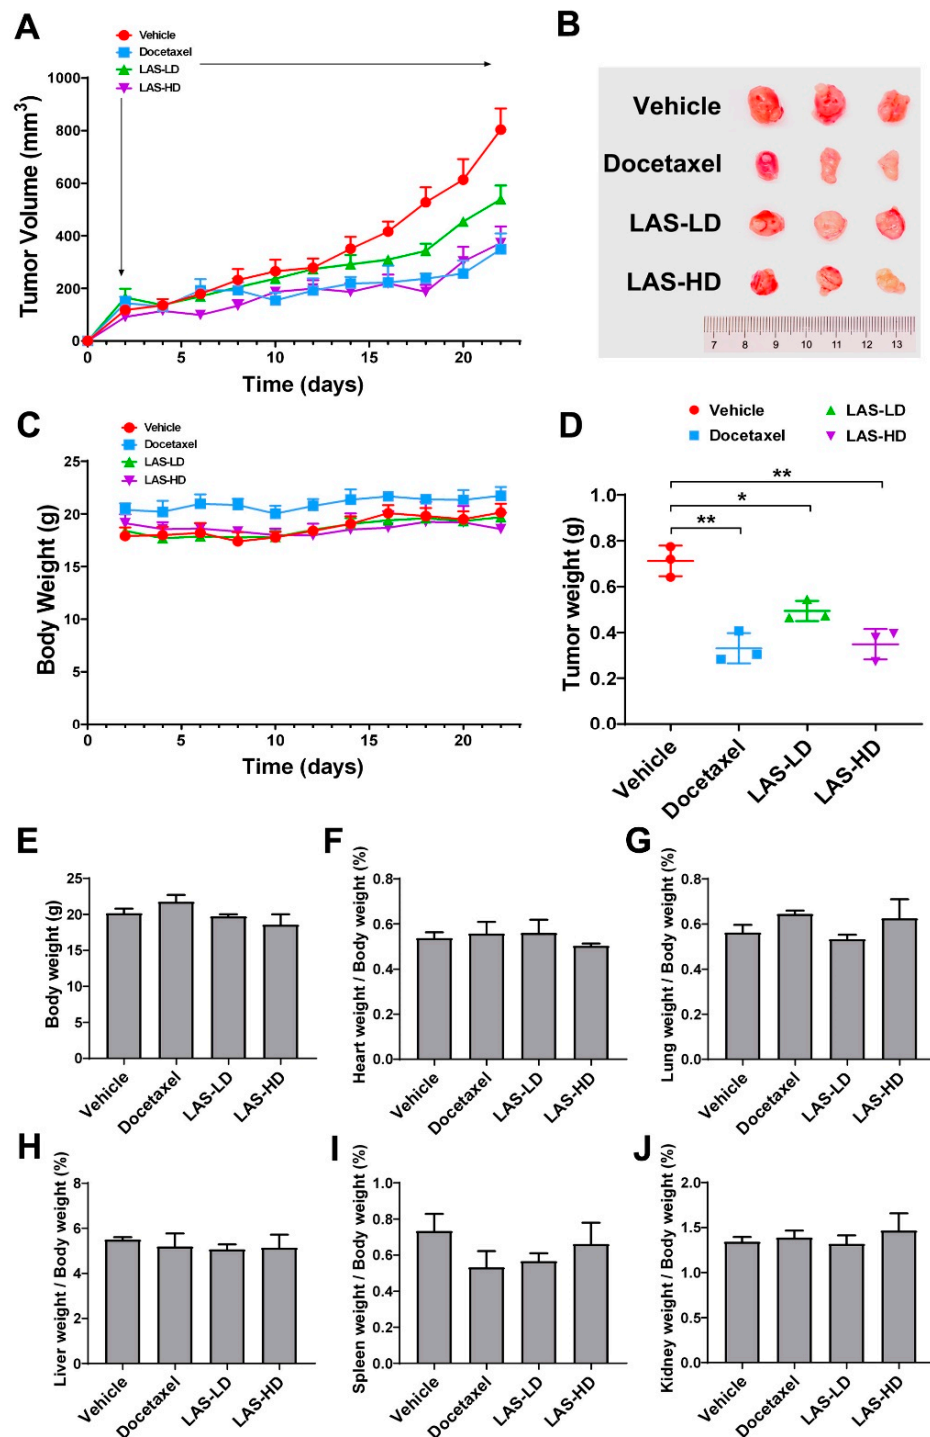 A
Vehicle
Docetaxel
LAS-LD
LAS-HD
1000
800
600
400
200
0
Tumor Volume (mm3)
0 5 10 15 20
Time (days)
B
Vehicle
Docetaxel
LAS-LD
LAS-HD
7 8 9 10 11 12 13
C
Vehicle
Docetaxel
LAS-LD
LAS-HD
25
20
15
10
5
0
Body Weight (g)
0 5 10 15 20
Time (days)
D
Vehicle
Docetaxel
LAS-LD
LAS-HD
**
*
**
1.0
0.8
0.6
0.4
0.2
0.0
Tumor weight (g)
Vehicle
Docetaxel
LAS-LD
LAS-HD
E
25
20
15
10
5
0
Body weight (g)
Vehicle
Docetaxel
LAS-LD
LAS-HD
F
0.8
0.6
0.4
0.2
0.0
Heart weight / Body weight (%)
Vehicle
Docetaxel
LAS-LD
LAS-HD
G
0.8
0.6
0.4
0.2
0.0
Lung weight / Body weight (%)
Vehicle
Docetaxel
LAS-LD
LAS-HD
H
8
6
4
2
0
Liver weight / Body weight (%)
Vehicle
Docetaxel
LAS-LD
LAS-HD
I
1.0
0.8
0.6
0.4
0.2
0.0
Spleen weight / Body weight (%)
Vehicle
Docetaxel
LAS-LD
LAS-HD
J
2.0
1.5
1.0
0.5
0.0
Kidney weight / Body weight (%)
Vehicle
Docetaxel
LAS-LD
LAS-HD